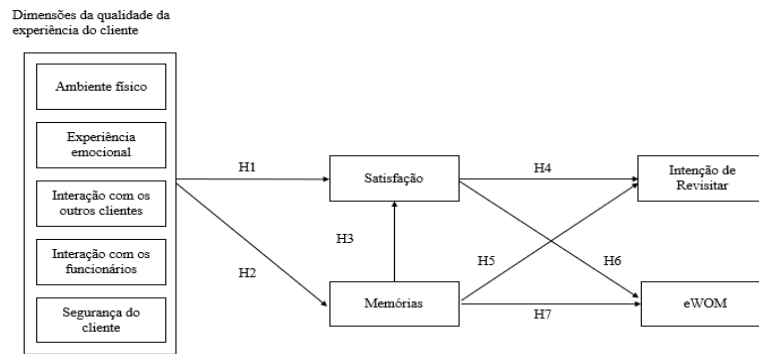 Dimensões da qualidade da
experiência do cliente
Ambiente físico
Experiência
emocional
Interação com os
outros clientes
Interação com os
funcionários
Segurança do
cliente
H1
H2
Satisfação
H3
Memórias
H4
H5
H6
H7
Intenção de
Revisitar
eWOM